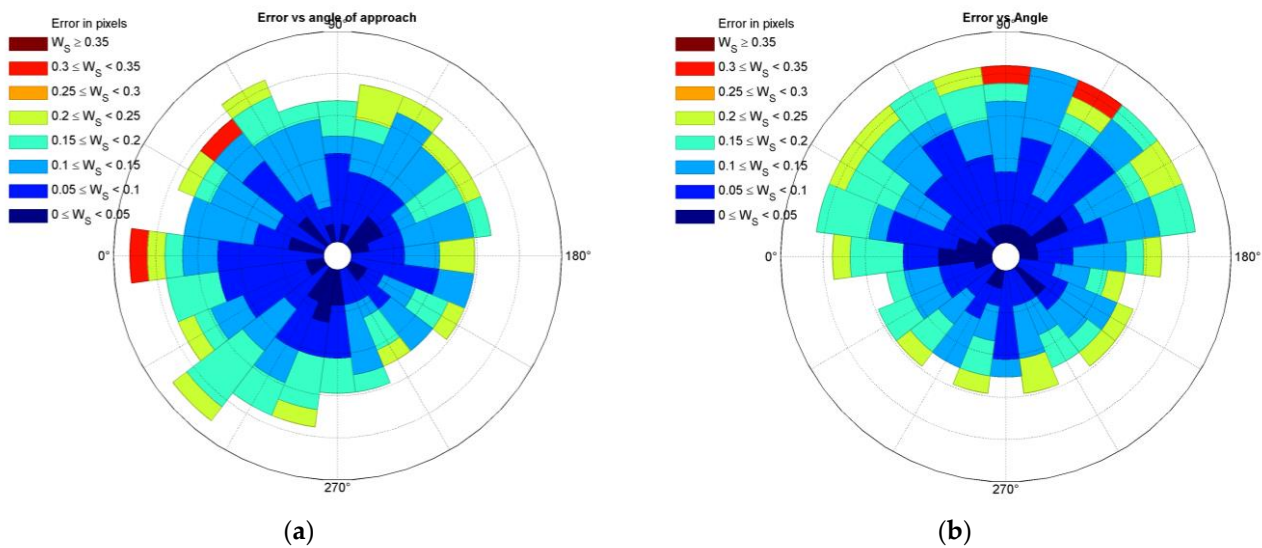 Error vs angle of approach
90°
Error in pixels
W_S ≥ 0.35
0.3 ≤ W_S < 0.35
0.25 ≤ W_S < 0.3
0.2 ≤ W_S < 0.25
0.15 ≤ W_S < 0.2
0.1 ≤ W_S < 0.15
0.05 ≤ W_S < 0.1
0 ≤ W_S < 0.05
0°
180°
270°
(a)
Error vs Angle
90°
Error in pixels
W_S ≥ 0.35
0.3 ≤ W_S < 0.35
0.25 ≤ W_S < 0.3
0.2 ≤ W_S < 0.25
0.15 ≤ W_S < 0.2
0.1 ≤ W_S < 0.15
0.05 ≤ W_S < 0.1
0 ≤ W_S < 0.05
0°
180°
270°
(b)